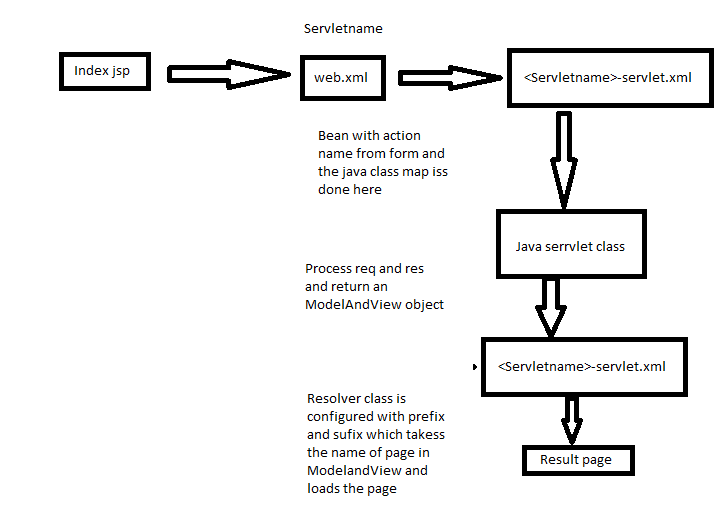 Servletname
Index jsp
web.xml
<Servletname>-servlet.xml
Bean with action
name from form and
the java class map iss
done here
Java serrvlet class
Process req and res
and return an
ModelAndView object
<Servletname>-servlet.xml
Resolver class is
configured with prefix
and sufix which takess
the name of page in
ModelandView and
loads the page
Result page